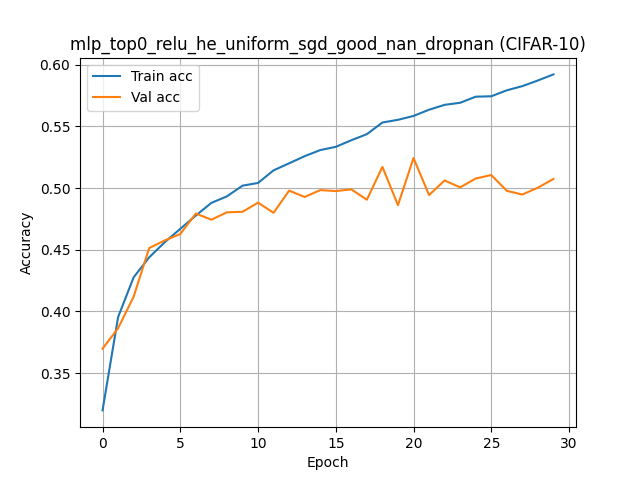 mlp_top0_relu_he_uniform_sgd_good_nan_dropnan (CIFAR-10)
Train acc
Val acc
0.60
0.55
0.50
0.45
0.40
0.35
Accuracy
0 5 10 15 20 25 30
Epoch